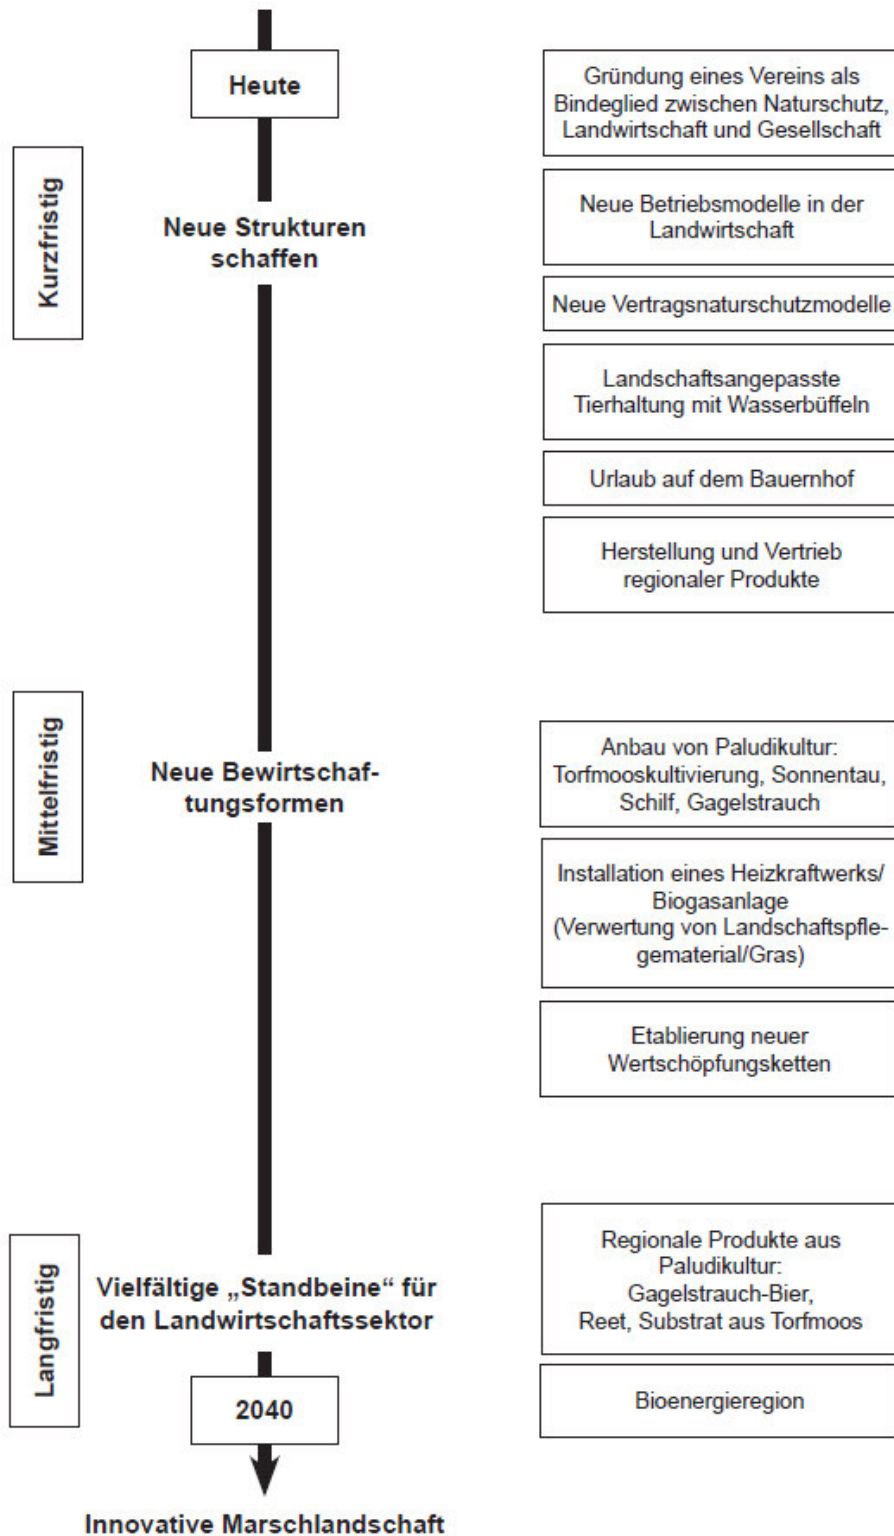 Heute
Gründung eines Vereins als
Bindeglied zwischen Naturschutz,
Landwirtschaft und Gesellschaft
Kurzfristig
Neue Strukturen
schaffen
Neue Betriebsmodelle in der
Landwirtschaft
Neue Vertragsnaturschutzmodelle
Landschaftsangepasste
Tierhaltung mit Wasserbüffeln
Urlaub auf dem Bauernhof
Herstellung und Vertrieb
regionaler Produkte
Mittelfristig
Neue Bewirtschaf-
tungsformen
Anbau von Paludikultur:
Torfmooskultivierung, Sonnentau,
Schilf, Gagelstrauch
Installation eines Heizkraftwerks/
Biogasanlage
(Verwertung von Landschaftspfle-
gematerial/Gras)
Etablierung neuer
Wertschöpfungsketten
Langfristig
Vielfältige „Standbeine“ für
den Landwirtschaftssektor
Regionale Produkte aus
Paludikultur:
Gagelstrauch-Bier,
Reet, Substrat aus Torfmoos
2040
Bioenergieregion
Innovative Marschlandschaft